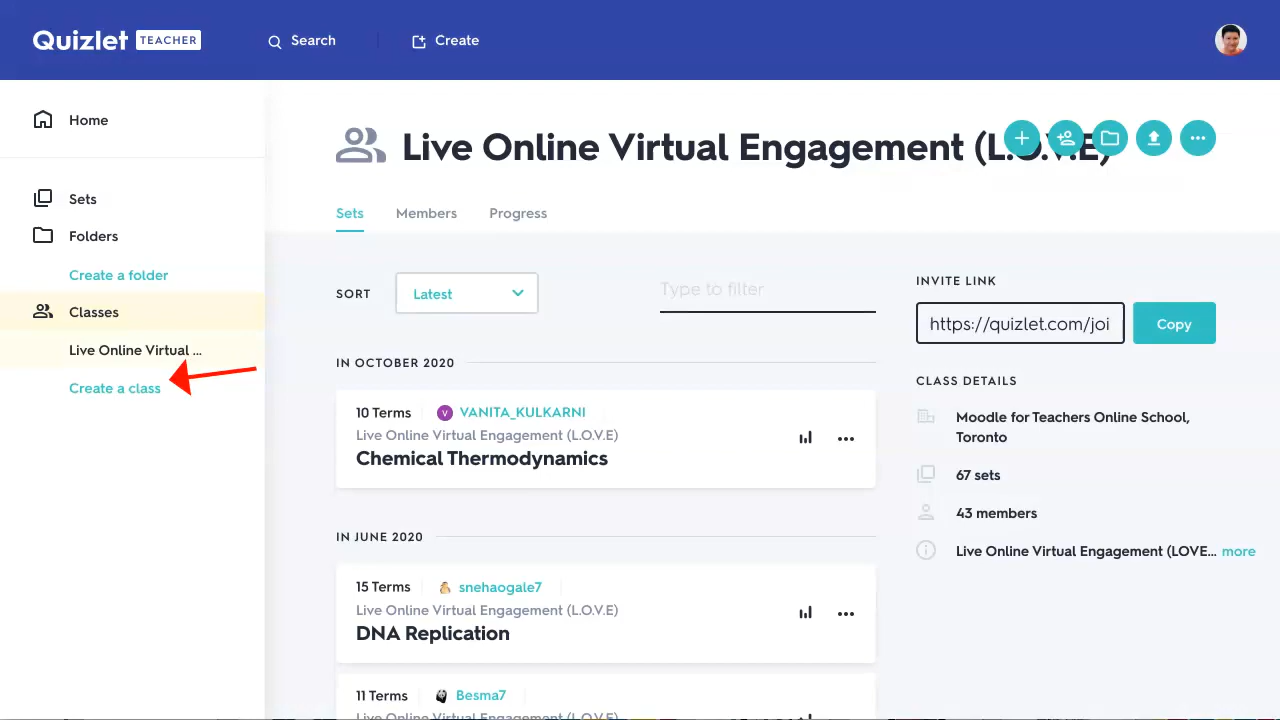 Quizlet TEACHER
Search
Create
Home
Sets
Folders
Create a folder
Classes
Live Online Virtual ...
Create a class
Live Online Virtual Engagement (L.O.V.E)
Sets
Members
Progress
SORT
Latest
Type to filter
IN OCTOBER 2020
10 Terms
V VANITA_KULKARNI
Live Online Virtual Engagement (L.O.V.E)
Chemical Thermodynamics
IN JUNE 2020
15 Terms
snehaogale7
Live Online Virtual Engagement (L.O.V.E)
DNA Replication
11 Terms
Besma7
Live Online Virtual Engagement (L.O.V.E)
INVITE LINK
https://quizlet.com/joi
Copy
CLASS DETAILS
Moodle for Teachers Online School,
Toronto
67 sets
43 members
Live Online Virtual Engagement (LOVE... more